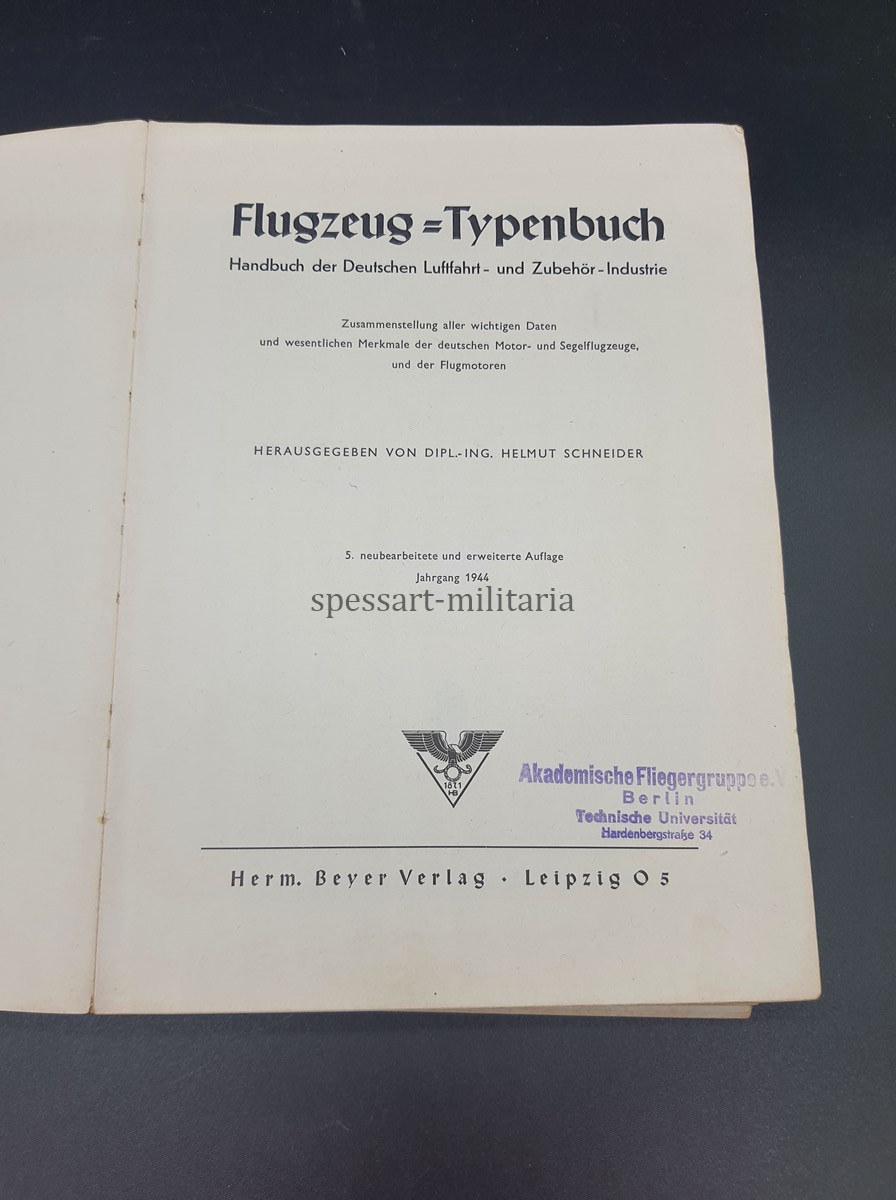 Flugzeug=Typenbuch
Handbuch der Deutschen Luftfahrt- und Zubehör-Industrie
Zusammenstellung aller wichtigen Daten
und wesentlichen Merkmale der deutschen Motor- und Segelflugzeuge,
und der Flugmotoren
HERAUSGEGEBEN VON DIPL.-ING. HELMUT SCHNEIDER
5. neubearbeitete und erweiterte Auflage
Jahrgang 1944
spessart-militaria
HB
Akademische Fliegergruppe e.V
Berlin
Technische Universität
Hardenbergstraße 34
Herm. Beyer Verlag · Leipzig O 5